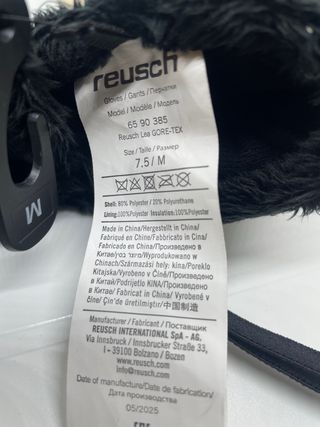 reusch
Gloves / Gants / Перчатки
Model / Modèle / Модель
65 90 385
Reusch Lea GORE-TEX
Size / Taille / Размер
7.5 / M
Shell: 80% Polyester / 20% Polyurethane
Lining: 100% Polyester Insulation: 100% Polyester
Made in China/Hergestellt in China/
Fabriqué en Chine/Fabbricato in Cina/
Fabricado en China/Произведено в
Wyprodukowano w
Chinach/Származási hely: kína/Poreklo
Kitajska/Vyrobeno v Číně/Произведено
в Китае/Podrijetlo KINA/Произведено в
Китае/ Fabricat in China/ Vyrobené v
číne/ Çin'de üretilmiştir/中国制造
Manufacturer / Fabricant / Поставщик
REUSCH INTERNATIONAL SpA - AG,
Via Innsbruck / Innsbrucker Straße 33,
I - 39100 Bolzano / Bozen
www.reusch.com
Date of manufacture/Date de fabrication/
Дата производства
05/2025
M